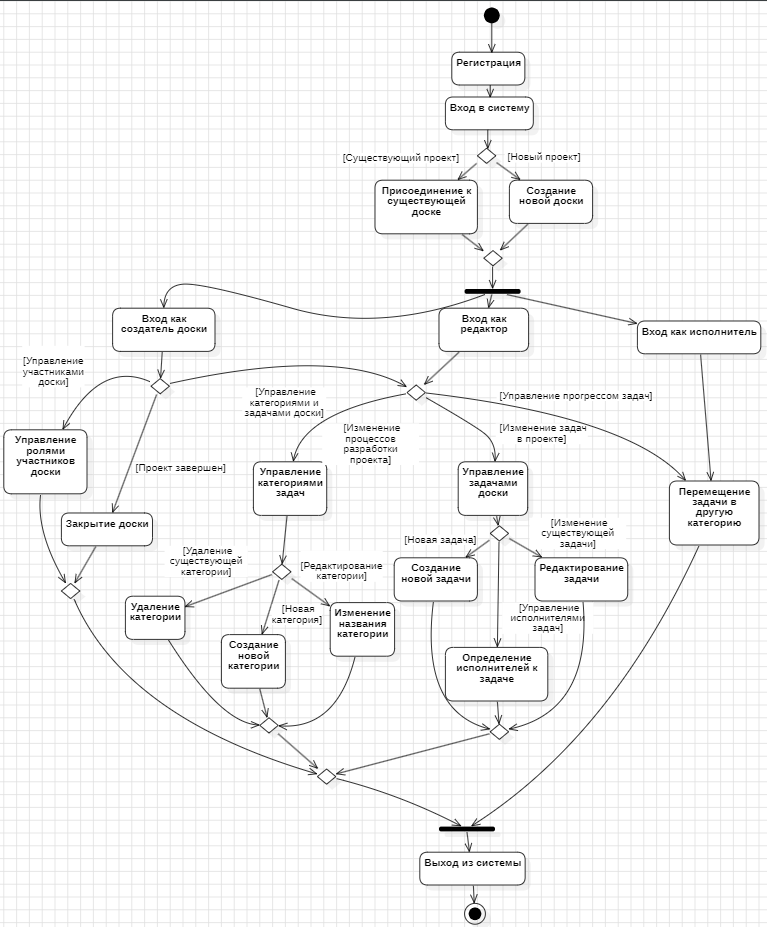 Регистрация
Вход в систему
[Существующий проект]
[Новый проект]
Присоединение к
существующей
доске
Создание
новой доски
Вход как
создатель доски
Вход как
редактор
Вход как исполнитель
[Управление
участниками
доски]
[Управление
категориями и
задачами доски]
[Управление прогрессом задач]
[Изменение
процессов
разработки
проекта]
[Изменение задач
в проекте]
Управление
ролями
участников
доски
[Проект завершен]
Управление
категориями
задач
Управление
задачами
доски
Перемещение
задачи в
другую
категорию
Закрытие доски
[Удаление
существующей
категории]
[Редактирование
категории]
[Новая задача]
[Изменение
существующей
задачи]
Создание
новой задачи
Редактирование
задачи
Удаление
категории
[Новая
категория]
Изменение
названия
категории
[Управление
исполнителями
задач]
Создание
новой
категории
Определение
исполнителей к
задаче
Выход из системы